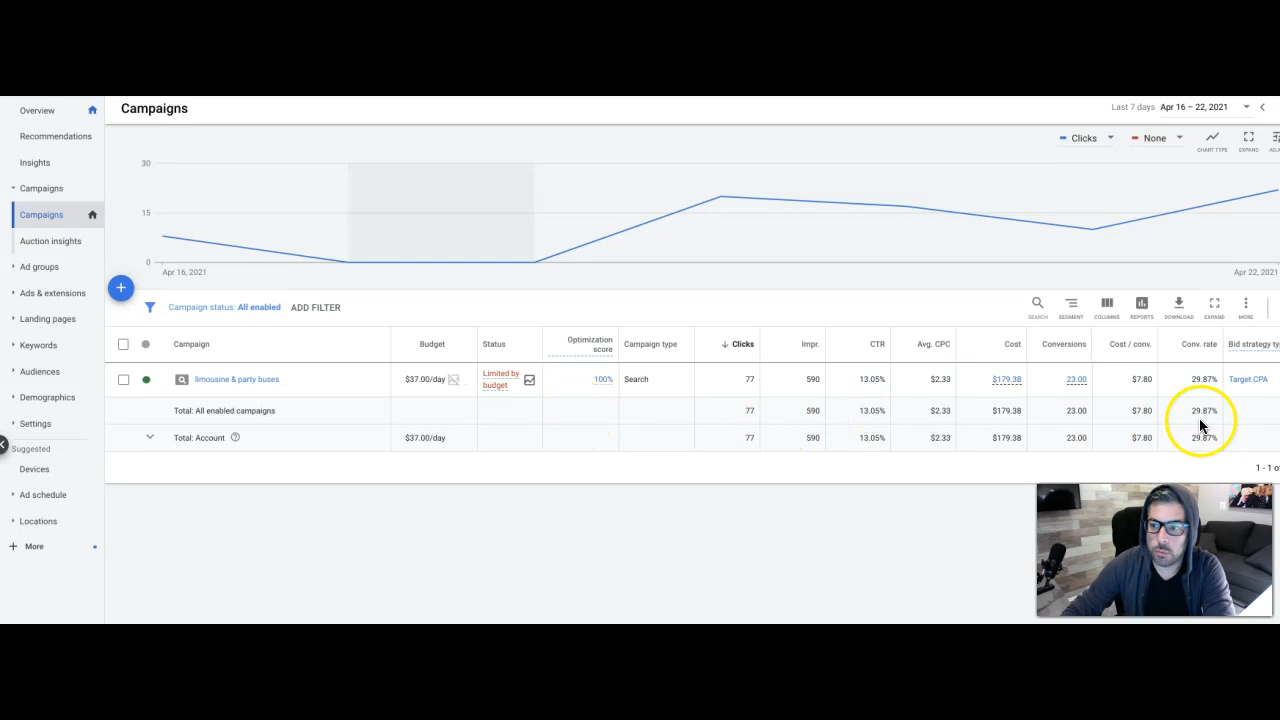 Overview
Recommendations
Insights
Campaigns
Campaigns
Auction insights
Ad groups
Ads & extensions
Landing pages
Keywords
Audiences
Demographics
Settings
Suggested
Devices
Ad schedule
Locations
+ More
Campaigns
Last 7 days Apr 16 – 22, 2021
Clicks None
CHART TYPE EXPAND
30
15
0
Apr 16, 2021 Apr 22, 2021
Campaign status: All enabled ADD FILTER
SEARCH SEGMENT COLUMNS REPORTS DOWNLOAD EXPAND MORE
Campaign Budget Status Optimization score Campaign type Clicks Impr. CTR Avg. CPC Cost Conversions Cost / conv. Conv. rate Bid strategy ty
limousine & party buses $37.00/day Limited by budget 100% Search 77 590 13.05% $2.33 $179.38 23.00 $7.80 29.87% Target CPA
Total: All enabled campaigns 77 590 13.05% $2.33 $179.38 23.00 $7.80 29.87%
Total: Account $37.00/day 77 590 13.05% $2.33 $179.38 23.00 $7.80 29.87%
1 - 1 o